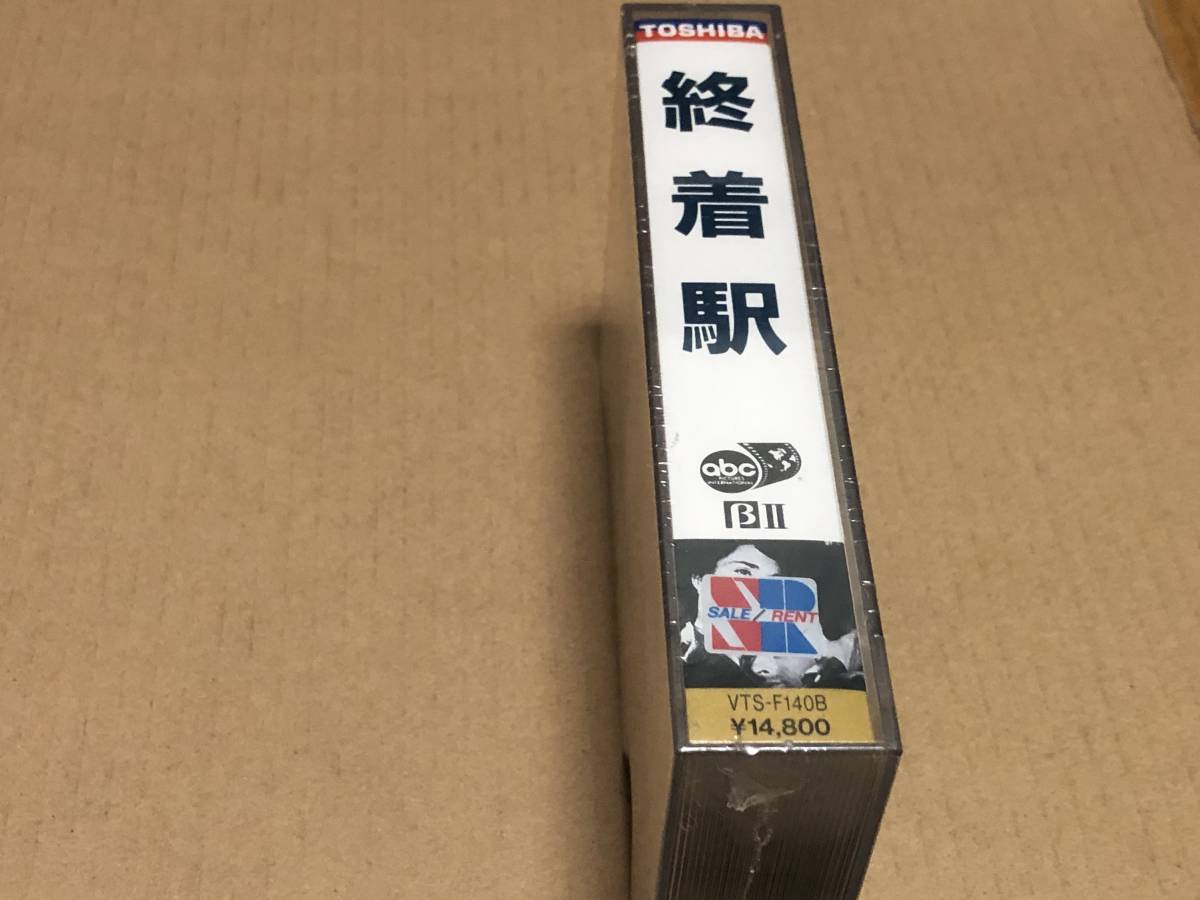 TOSHIBA
終着駅
abc
PICTURES
INTERNATIONAL
βII
SALE / RENT
VTS-F140B
¥14,800